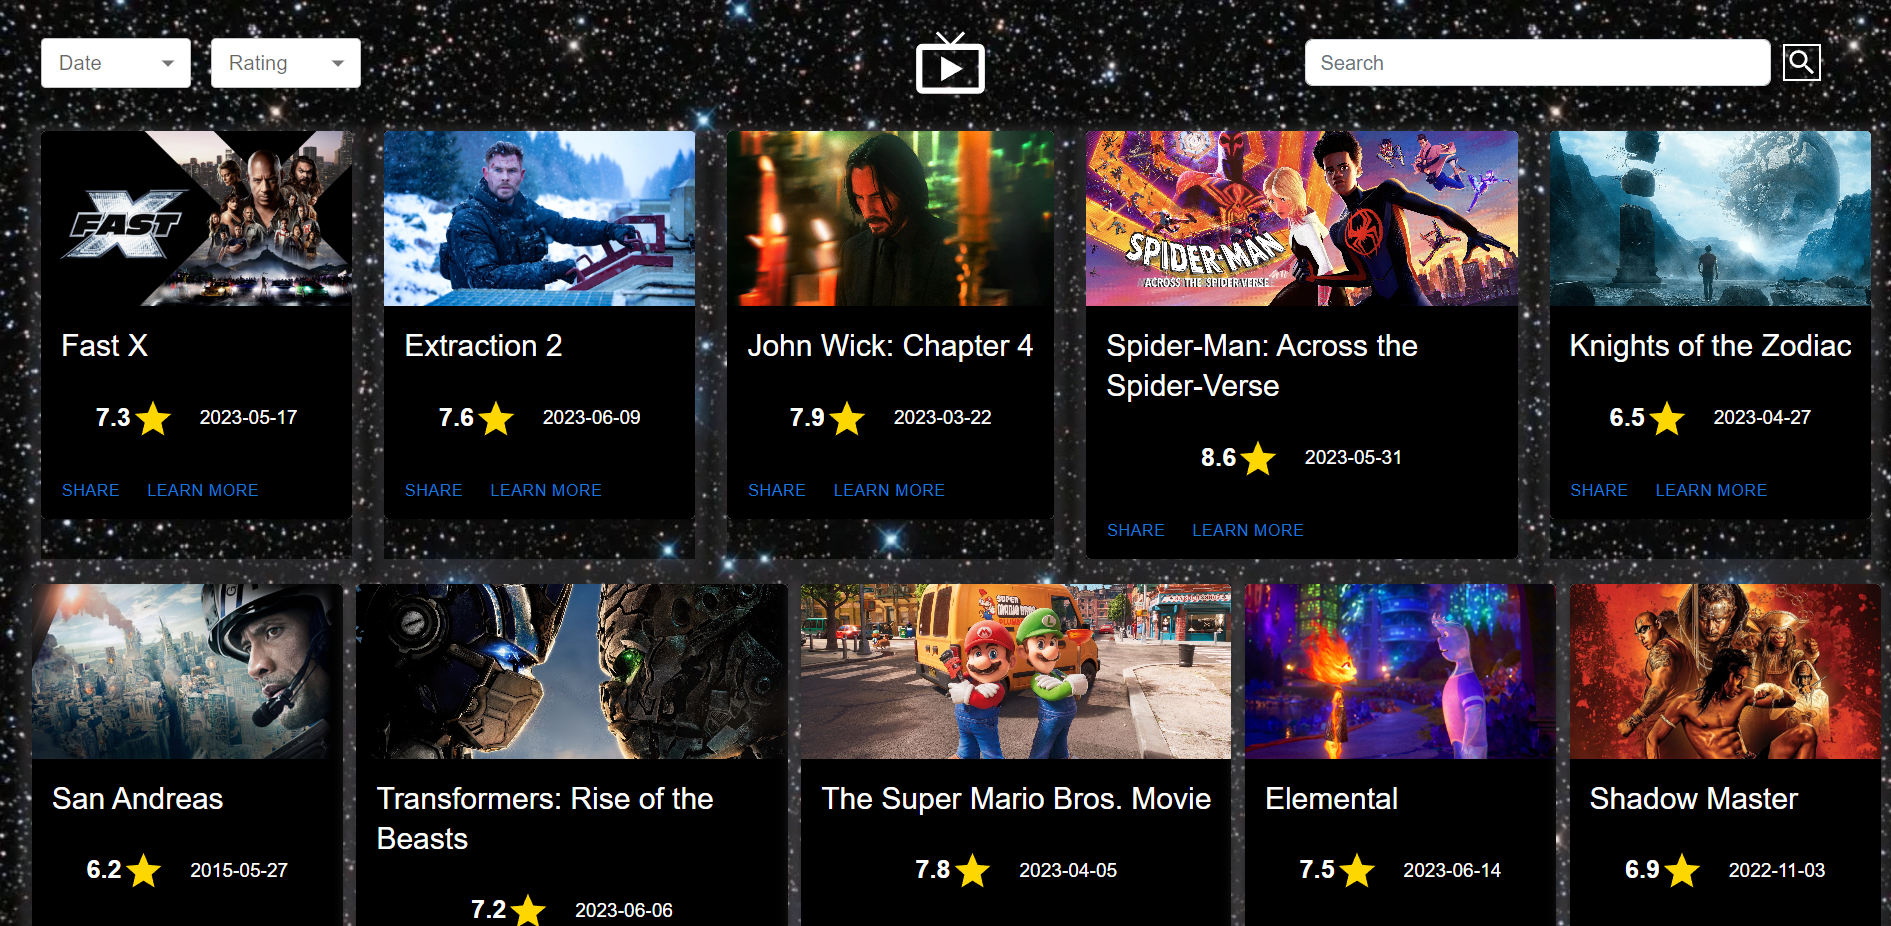 Date
Rating
Search
FAST X
SPIDER-MAN
ACROSS THE SPIDER-VERSE
Fast X
Extraction 2
John Wick: Chapter 4
Spider-Man: Across the
Spider-Verse
Knights of the Zodiac
7.3
2023-05-17
7.6
2023-06-09
7.9
2023-03-22
8.6
2023-05-31
6.5
2023-04-27
SHARE
LEARN MORE
SHARE
LEARN MORE
SHARE
LEARN MORE
SHARE
LEARN MORE
SHARE
LEARN MORE
SUPER
MARIO BROS
PLUMBING
M
L
San Andreas
Transformers: Rise of the
Beasts
The Super Mario Bros. Movie
Elemental
Shadow Master
6.2
2015-05-27
7.2
2023-06-06
7.8
2023-04-05
7.5
2023-06-14
6.9
2022-11-03